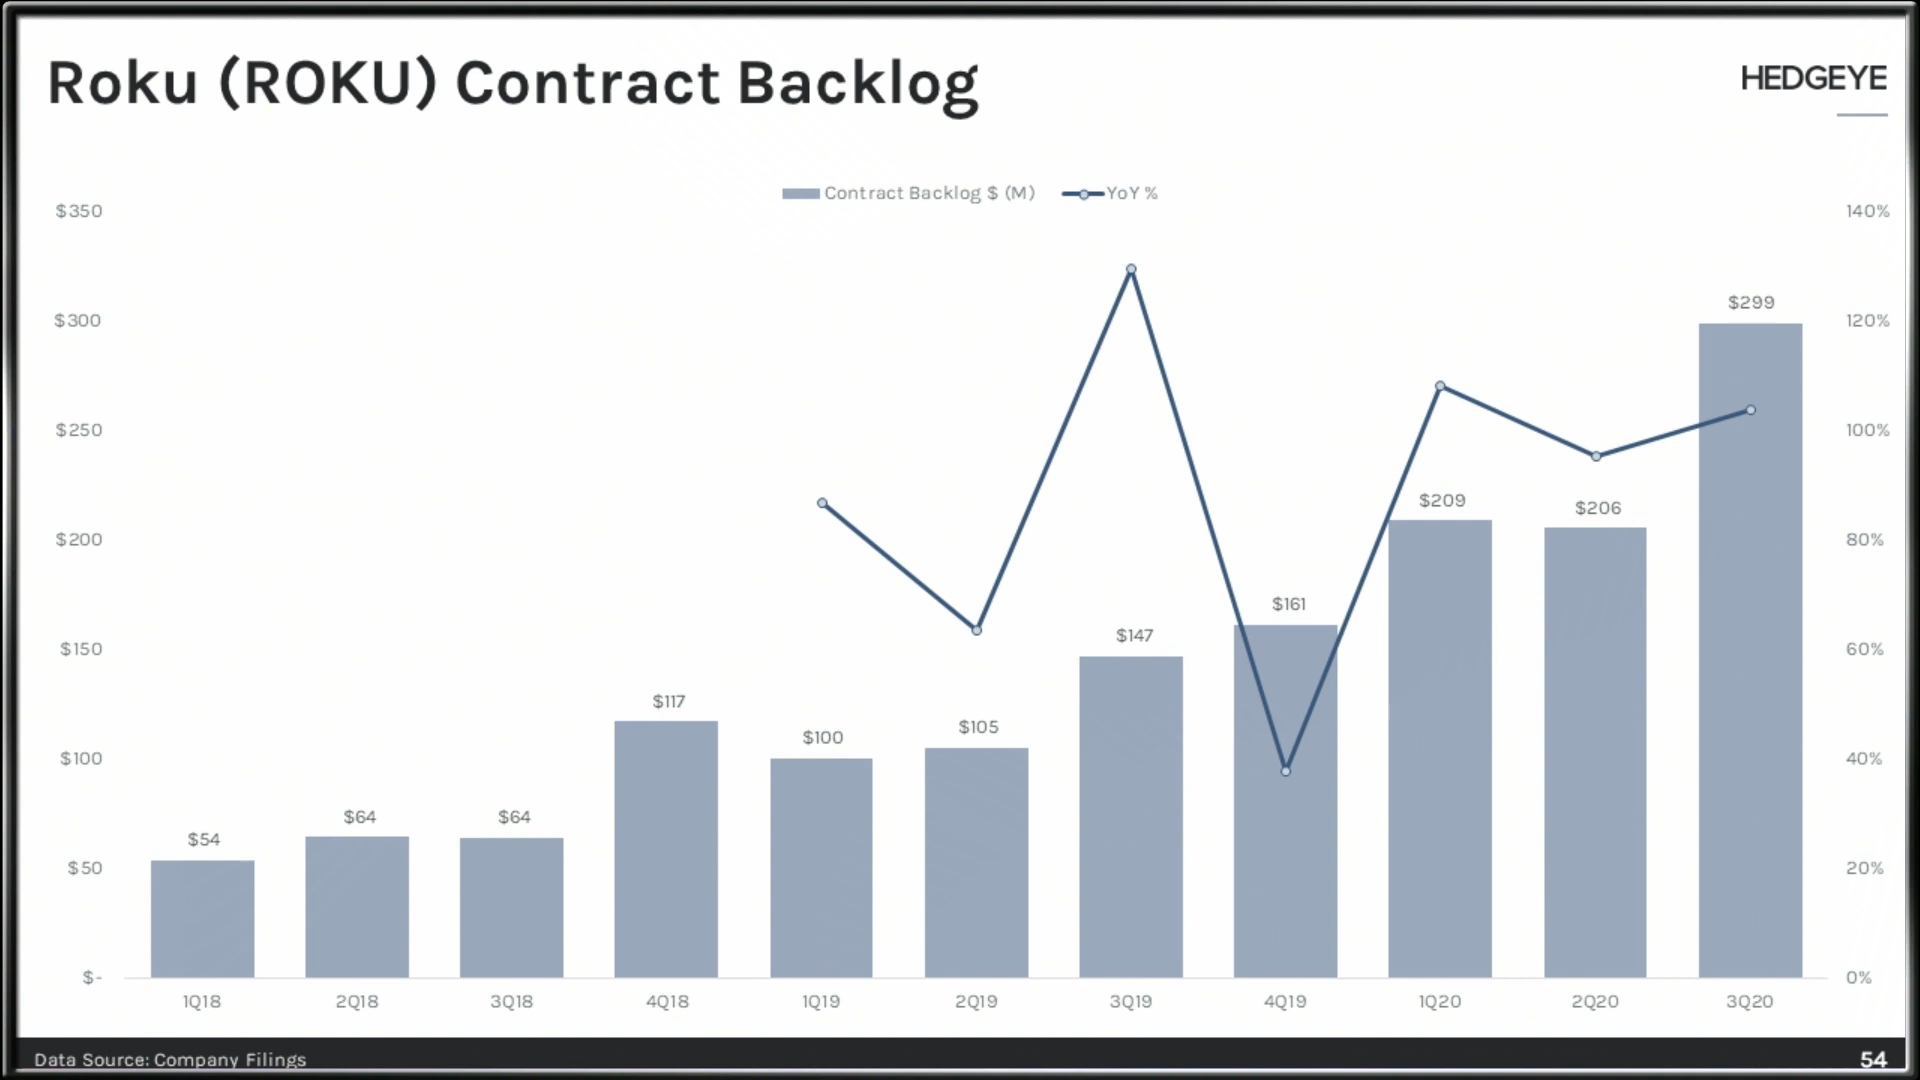 Roku (ROKU) Contract Backlog
HEDGEYE
Contract Backlog $ (M) YoY %
$350 140%
$300 120%
$250 100%
$200 80%
$150 60%
$100 40%
$50 20%
$- 0%
$54 $64 $64 $117 $100 $105 $147 $161 $209 $206 $299
1Q18 2Q18 3Q18 4Q18 1Q19 2Q19 3Q19 4Q19 1Q20 2Q20 3Q20
Data Source: Company Filings 54